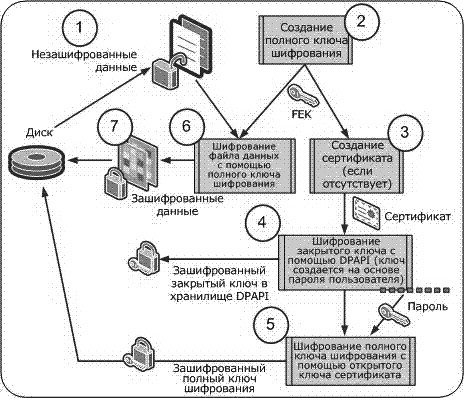 1
Незашифрованные
данные
2
Создание
полного ключа
шифрования
FEK
Диск
7
6
Шифрование
файла данных
с помощью
полного ключа
шифрования
3
Создание
сертификата
(если
отсутствует)
Зашифрованные
данные
Сертификат
4
Шифрование
закрытого ключа с
помощью DPAPI (ключ
создается на основе
пароля пользователя)
Зашифрованный
закрытый ключ в
хранилище DPAPI
Пароль
5
Шифрование полного
ключа шифрования с
помощью открытого
ключа сертификата
Зашифрованный
полный ключ
шифрования